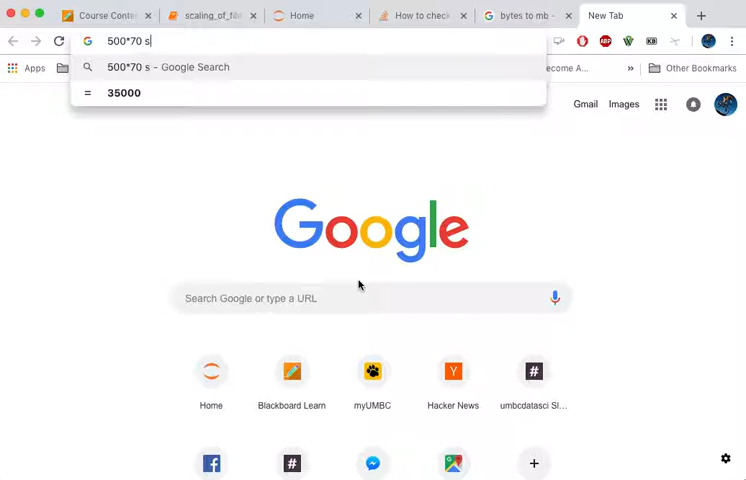 Course Conte
scaling_of_file
Home
How to check
bytes to mb -
New Tab
500*70 s
Apps
500*70 s - Google Search
35000
ecome A...
»
Other Bookmarks
Gmail
Images
Google
Search Google or type a URL
Home
Blackboard Learn
myUMBC
Hacker News
umbcdatasci Sl...